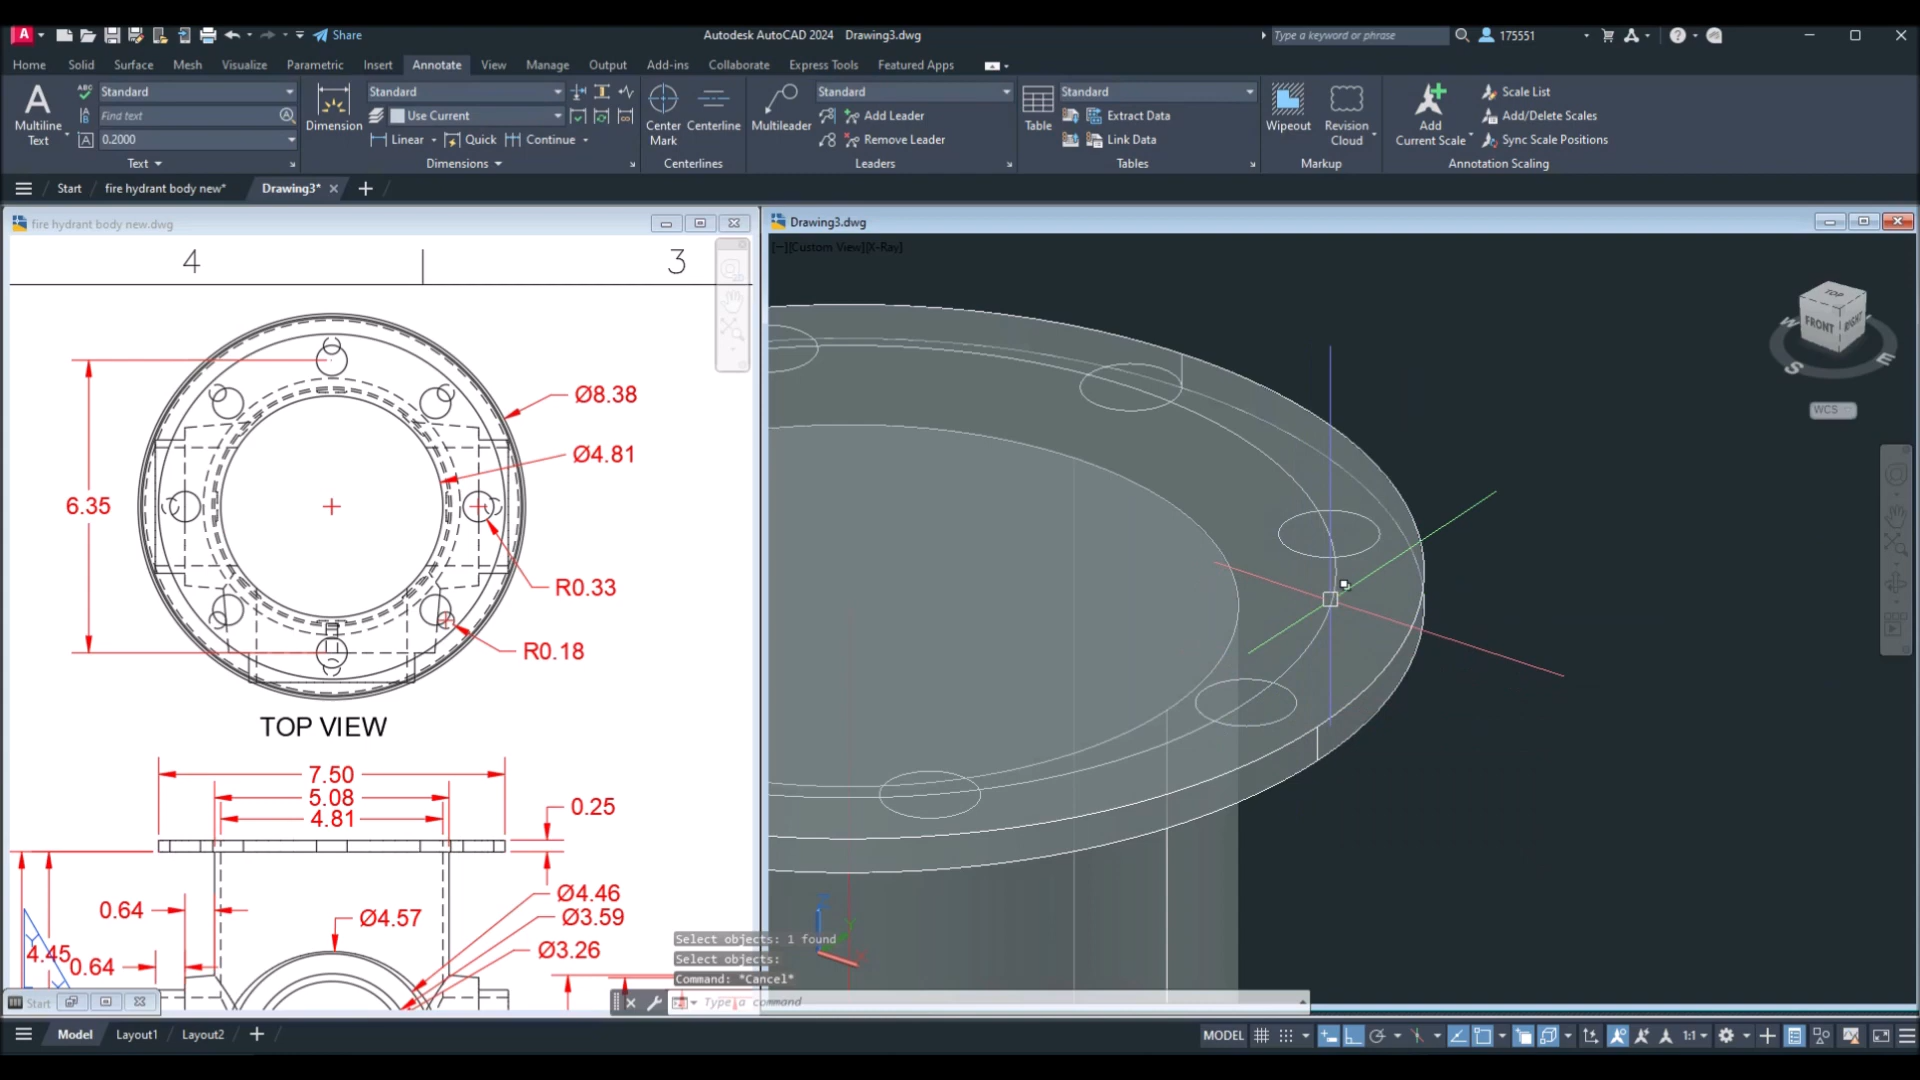 A Share Autodesk AutoCAD 2024 Drawing3.dwg Type a keyword or phrase 175551
Home Solid Surface Mesh Visualize Parametric Insert Annotate View Manage Output Add-ins Collaborate Express Tools Featured Apps
Multiline Text
ABC Standard
Find text
0.2000
Text
Dimension
Standard
Use Current
Linear Quick Continue
Dimensions
Center Mark
Centerline
Centerlines
Multileader
Standard
Add Leader
Remove Leader
Leaders
Table
Standard
Extract Data
Link Data
Tables
Wipeout
Revision Cloud
Markup
Add Current Scale
Scale List
Add/Delete Scales
Sync Scale Positions
Annotation Scaling
Start fire hydrant body new* Drawing3*
fire hydrant body new.dwg
4 3
Ø8.38
Ø4.81
6.35
R0.33
R0.18
TOP VIEW
7.50
5.08
4.81
0.25
Ø4.46
0.64
Ø4.57
Ø3.59
Ø3.26
4.45
0.64
Y
Start
Drawing3.dwg
[−][Custom View][X-Ray]
TOP
FRONT RIGHT
W
S
E
WCS
Z
Y
X
Select objects: 1 found
Select objects:
Command: *Cancel*
Type a command
Model Layout1 Layout2
MODEL 1:1